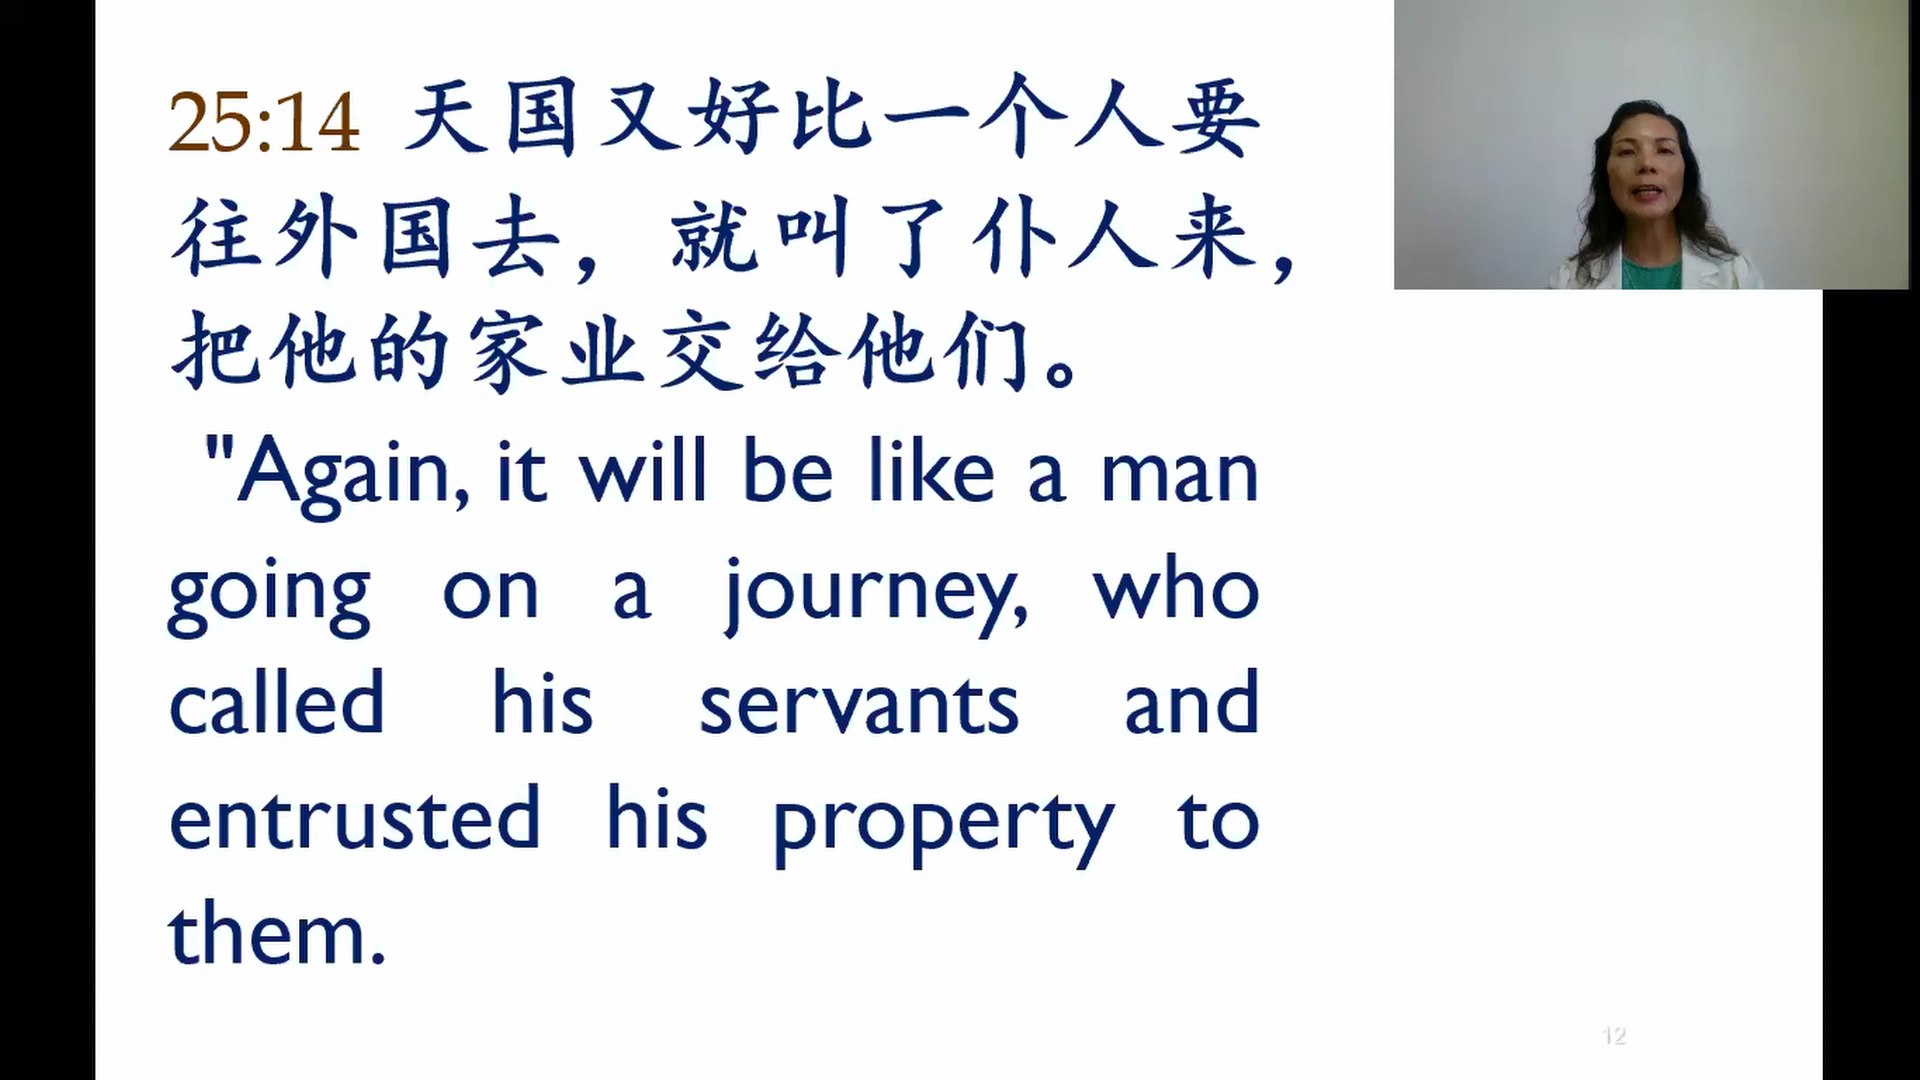 25:14 天国又好比一个人要
往外国去，就叫了仆人来，
把他的家业交给他们。
"Again, it will be like a man
going on a journey, who
called his servants and
entrusted his property to
them.
12